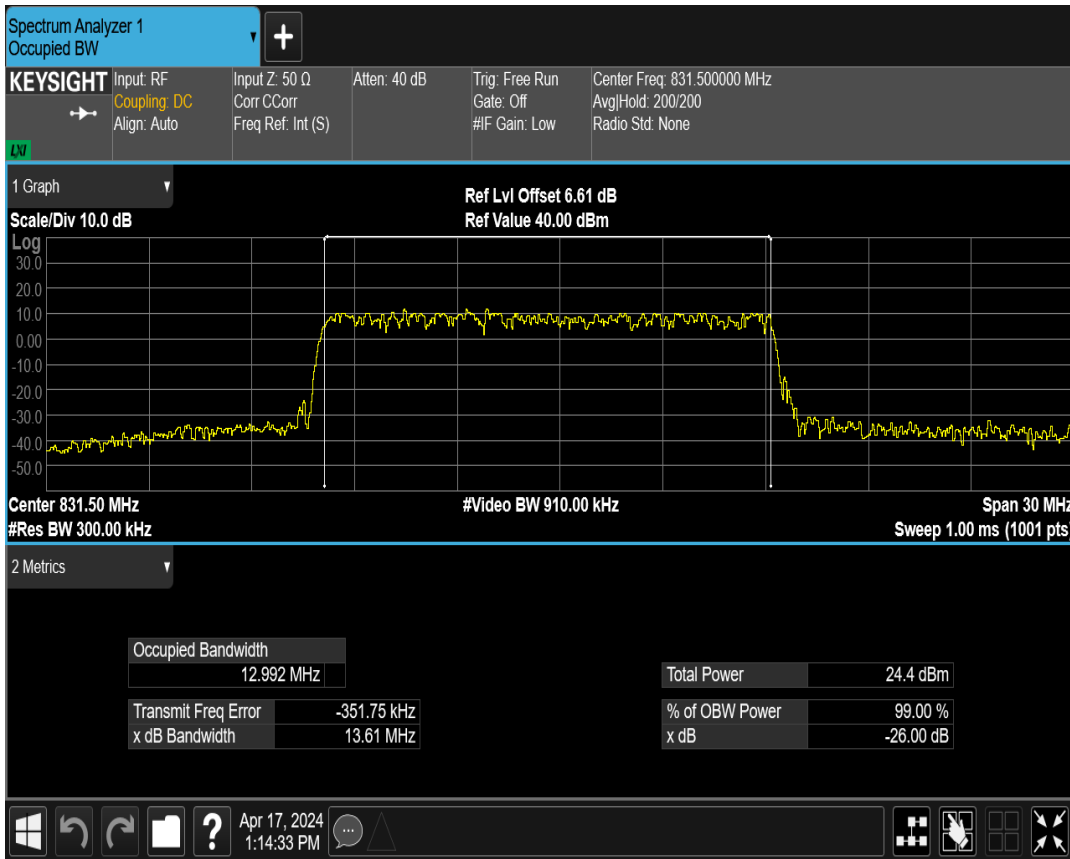 Spectrum Analyzer 1
Occupied BW
KEYSIGHT
LXI
Input: RF
Coupling: DC
Align: Auto
Input Z: 50 Ω
Corr CCorr
Freq Ref: Int (S)
Atten: 40 dB
Trig: Free Run
Gate: Off
#IF Gain: Low
Center Freq: 831.500000 MHz
Avg|Hold: 200/200
Radio Std: None
1 Graph
Scale/Div 10.0 dB
Ref Lvl Offset 6.61 dB
Ref Value 40.00 dBm
Log
30.0
20.0
10.0
0.00
-10.0
-20.0
-30.0
-40.0
-50.0
Center 831.50 MHz
#Video BW 910.00 kHz
Span 30 MHz
#Res BW 300.00 kHz
Sweep 1.00 ms (1001 pts)
2 Metrics
Occupied Bandwidth
12.992 MHz
Total Power 24.4 dBm
Transmit Freq Error -351.75 kHz
% of OBW Power 99.00 %
x dB Bandwidth 13.61 MHz
x dB -26.00 dB
?
Apr 17, 2024
1:14:33 PM